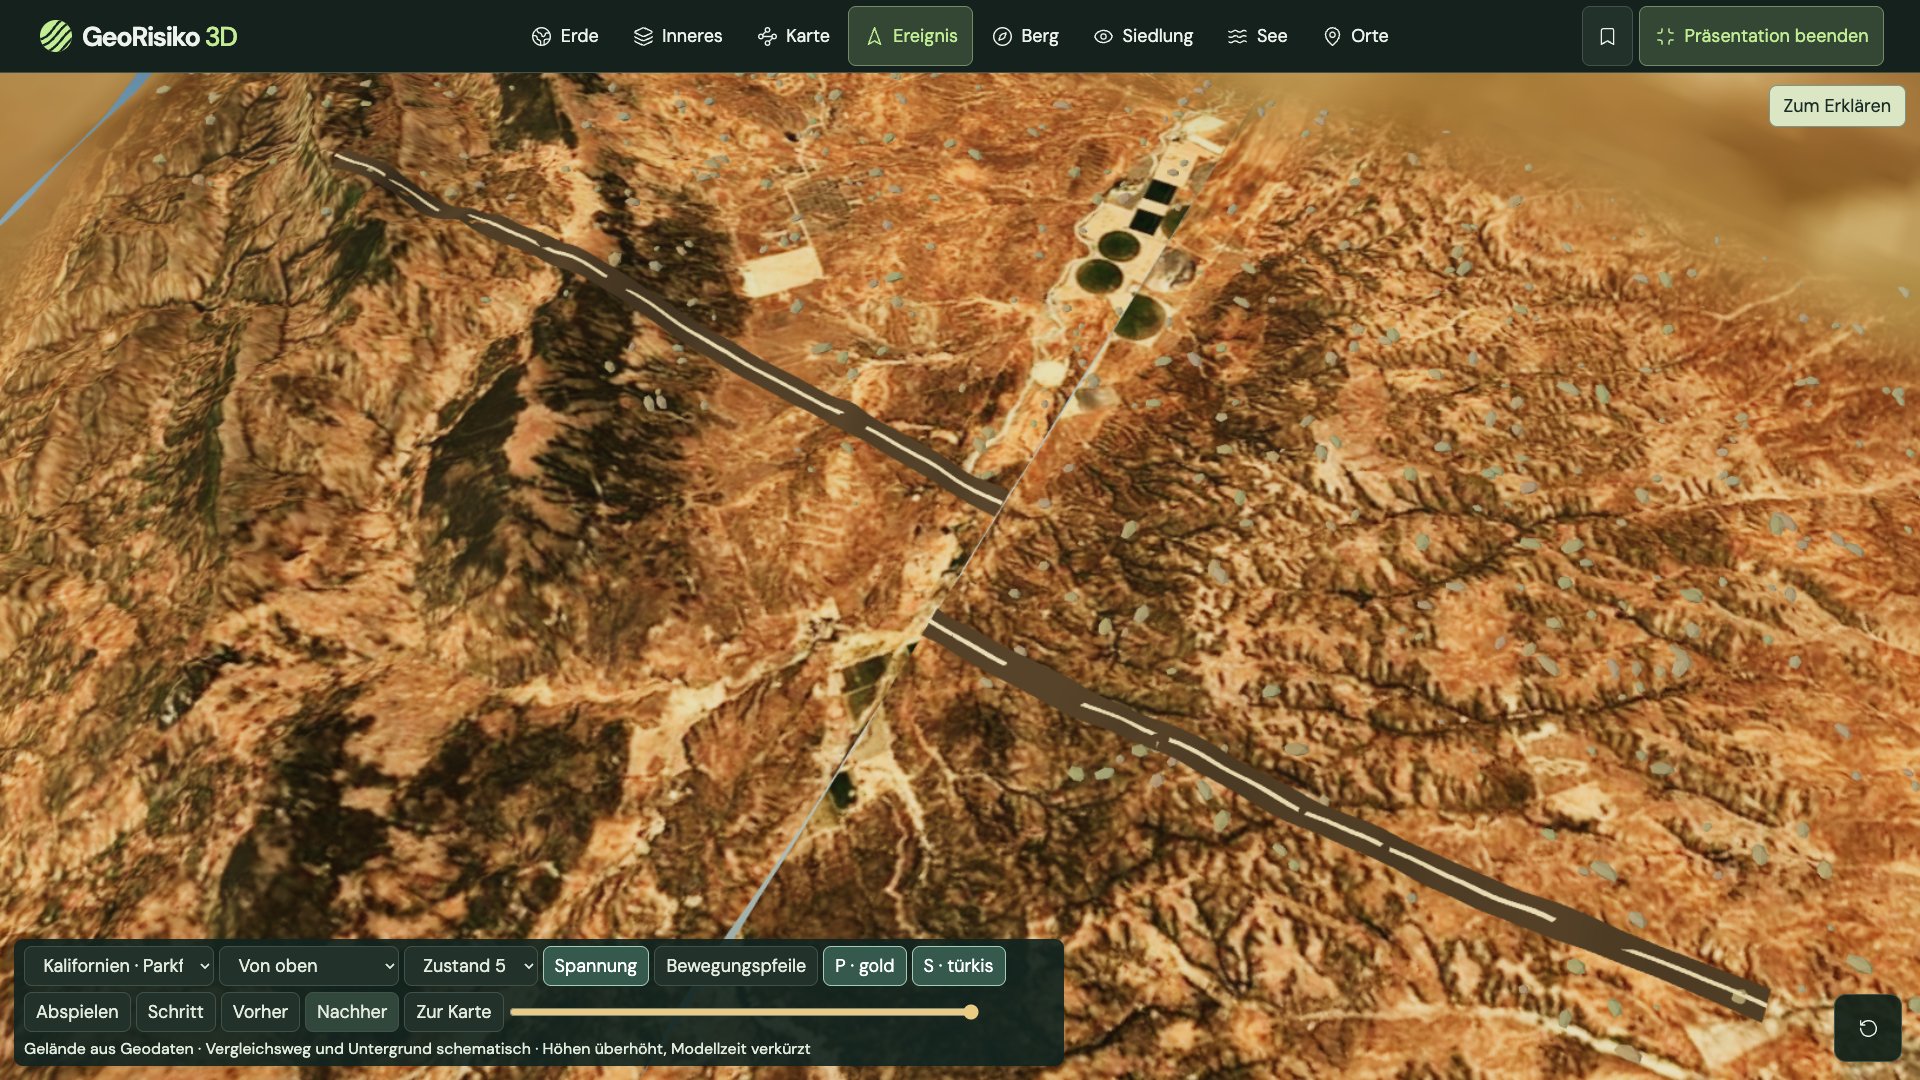 GeoRisiko 3D
Erde
Inneres
Karte
Ereignis
Berg
Siedlung
See
Orte
Präsentation beenden
Zum Erklären
Kalifornien · Parkf
Von oben
Zustand 5
Spannung
Bewegungspfeile
P · gold
S · türkis
Abspielen
Schritt
Vorher
Nachher
Zur Karte
Gelände aus Geodaten · Vergleichsweg und Untergrund schematisch · Höhen überhöht, Modellzeit verkürzt